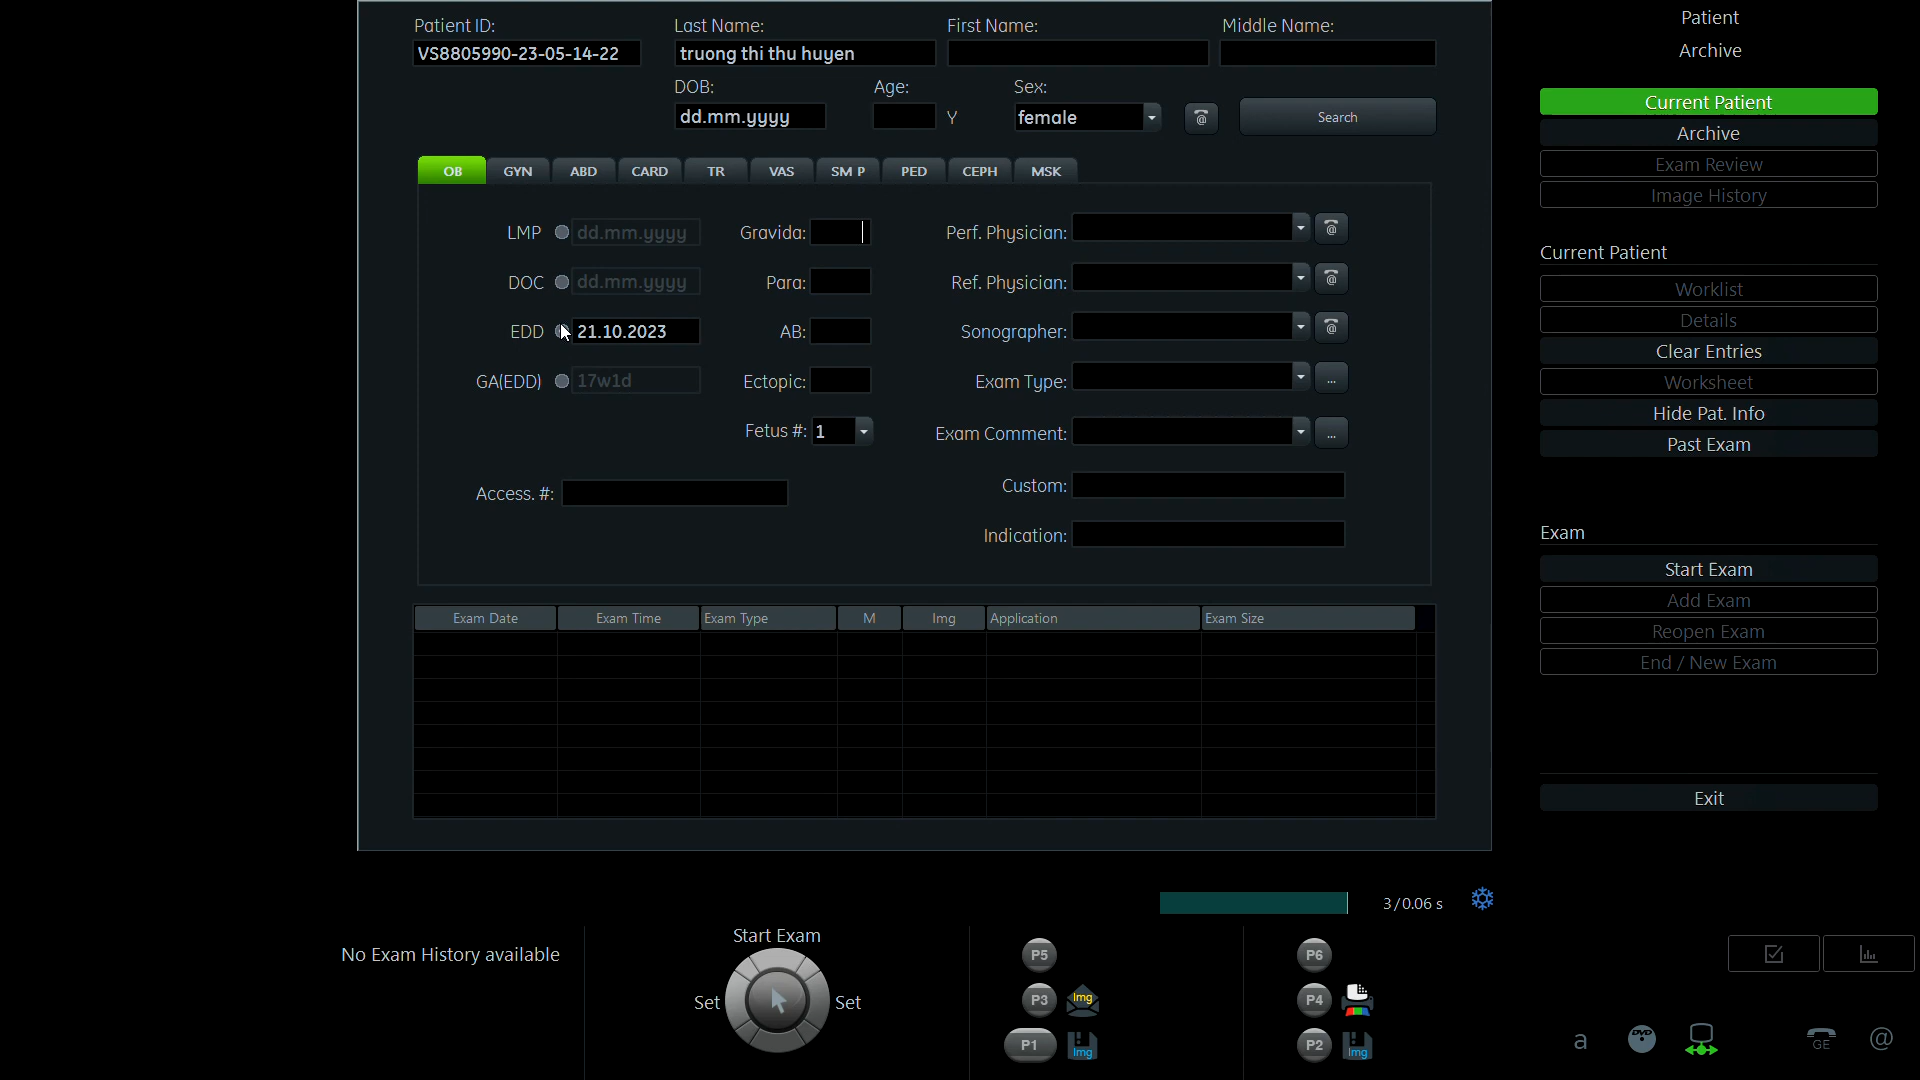 Patient ID: Last Name: First Name: Middle Name:
VS8805990-23-05-14-22 truong thi thu huyen
DOB: Age: Sex:
dd.mm.yyyy Y female @ Search
OB GYN ABD CARD TR VAS SM P PED CEPH MSK
LMP dd.mm.yyyy Gravida: Perf. Physician: @
DOC dd.mm.yyyy Para: Ref. Physician: @
EDD 21.10.2023 AB: Sonographer: @
GA(EDD) 17w1d Ectopic: Exam Type: ...
Fetus #: 1 Exam Comment: ...
Access. #: Custom:
Indication:
Exam Date Exam Time Exam Type M Img Application Exam Size
3/0.06 s
No Exam History available
Start Exam
Set Set
P5 P6
P3 Img P4
P1 Img P2 Img
Patient
Archive
Current Patient
Archive
Exam Review
Image History
Current Patient
Worklist
Details
Clear Entries
Worksheet
Hide Pat. Info
Past Exam
Exam
Start Exam
Add Exam
Reopen Exam
End / New Exam
Exit
a DVD GE @